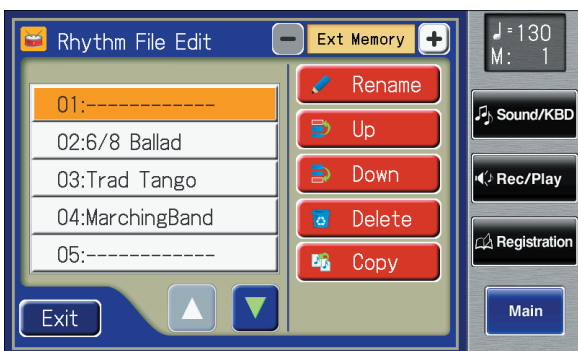 Rhythm File Edit
− Ext Memory +
01:------------
02:6/8 Ballad
03:Trad Tango
04:MarchingBand
05:------------
Exit
Rename
Up
Down
Delete
Copy
♩=130
M: 1
Sound/KBD
Rec/Play
Registration
Main